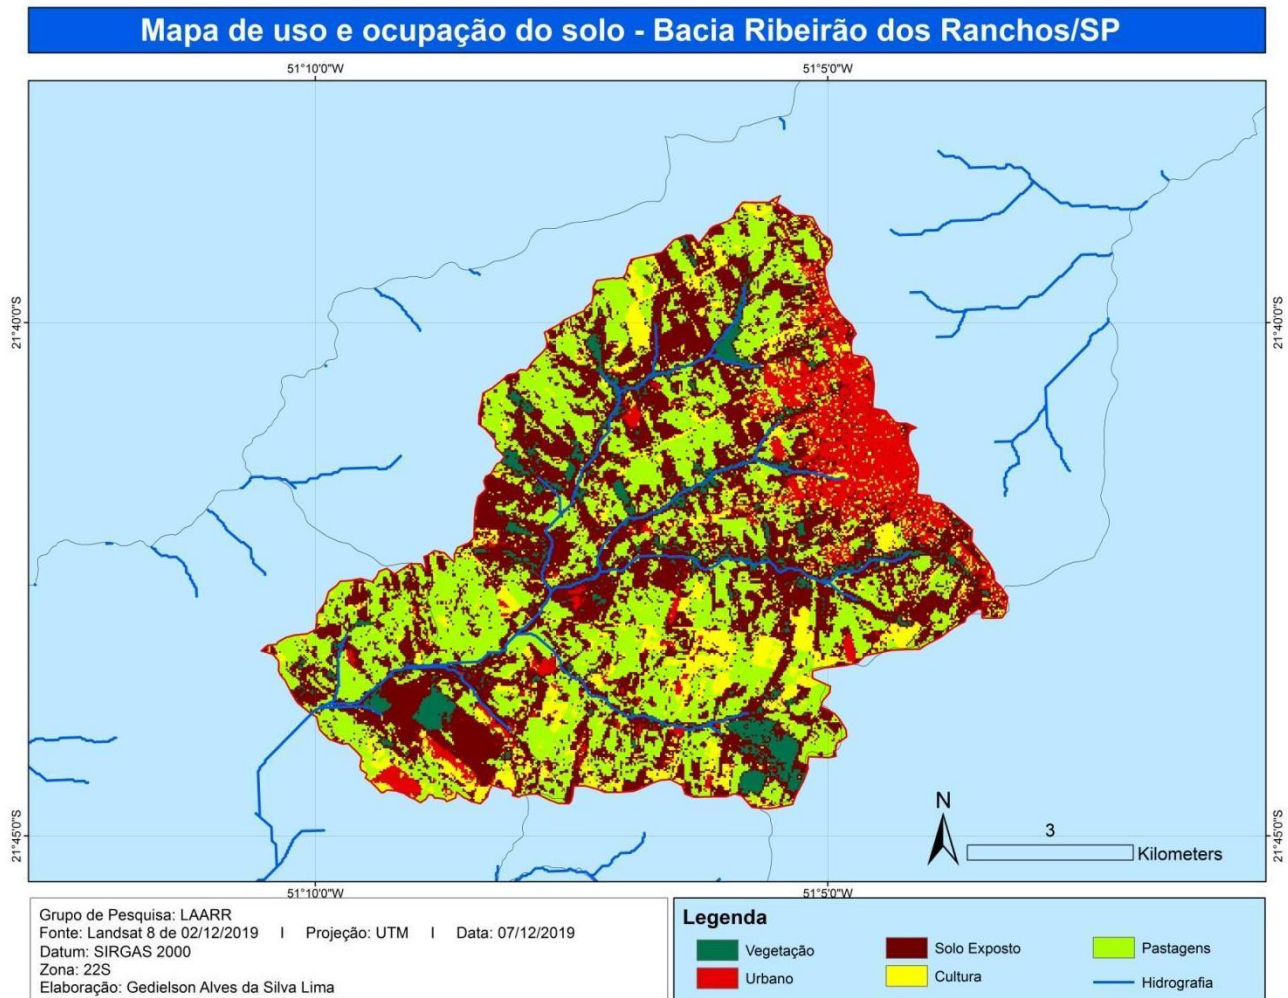 Mapa de uso e ocupação do solo - Bacia Ribeirão dos Ranchos/SP
51°10'0"W 51°5'0"W
21°40'0"S 21°40'0"S
N
3
Kilometers
21°45'0"S 21°45'0"S
51°10'0"W 51°5'0"W
Grupo de Pesquisa: LAARR
Fonte: Landsat 8 de 02/12/2019 I Projeção: UTM I Data: 07/12/2019
Datum: SIRGAS 2000
Zona: 22S
Elaboração: Gedielson Alves da Silva Lima
Legenda
Vegetação Solo Exposto Pastagens
Urbano Cultura Hidrografia